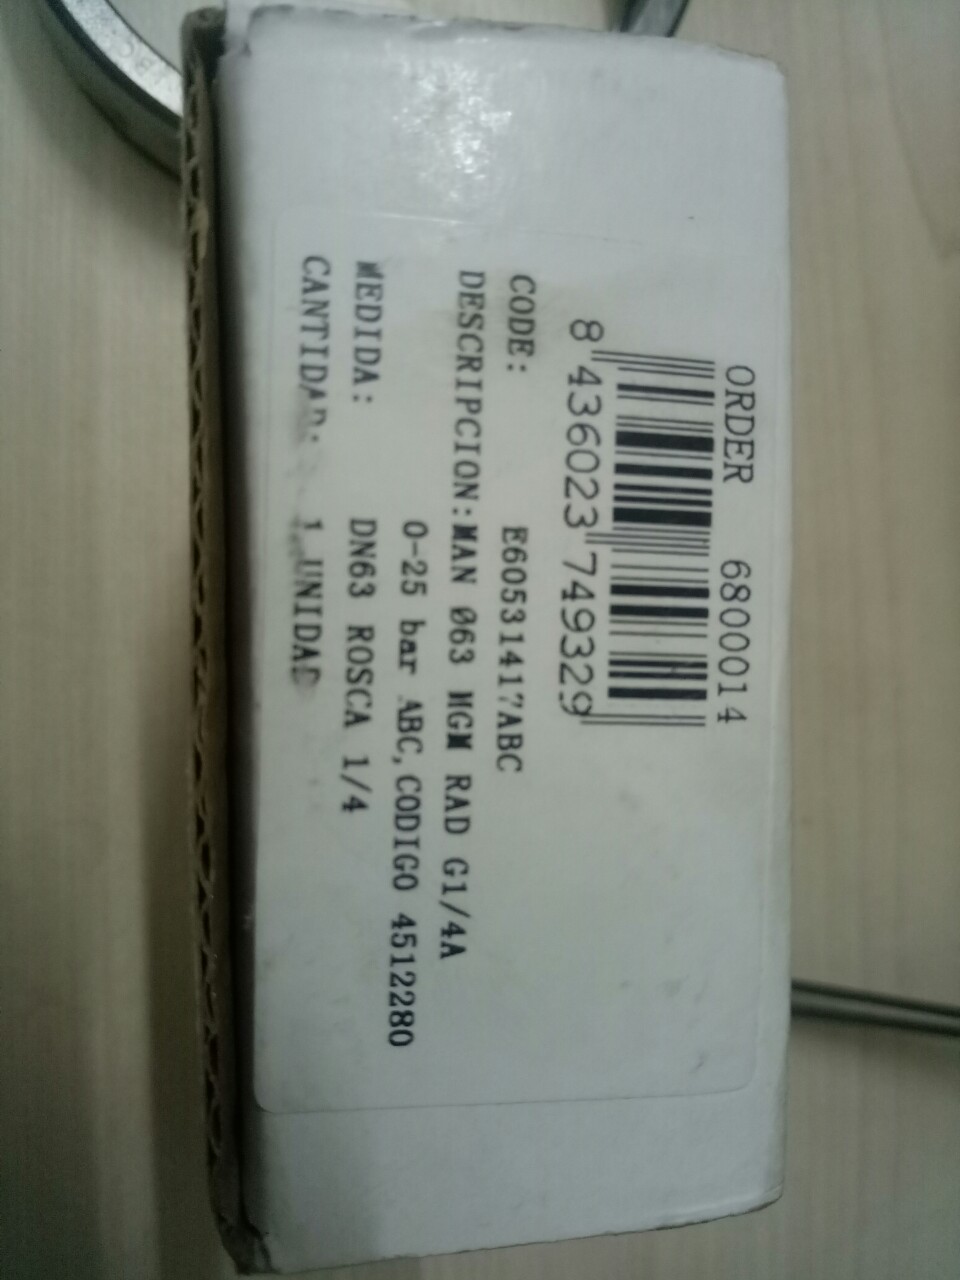 ORDER 6800014
8 436023 749329
CODE: E60531417ABC
DESCRIPCION:MAN Ø63 MGM RAD G1/4A
0-25 bar ABC,CODIGO 4512280
MEDIDA: DN63 ROSCA 1/4
CANTIDAD: 1 UNIDAD